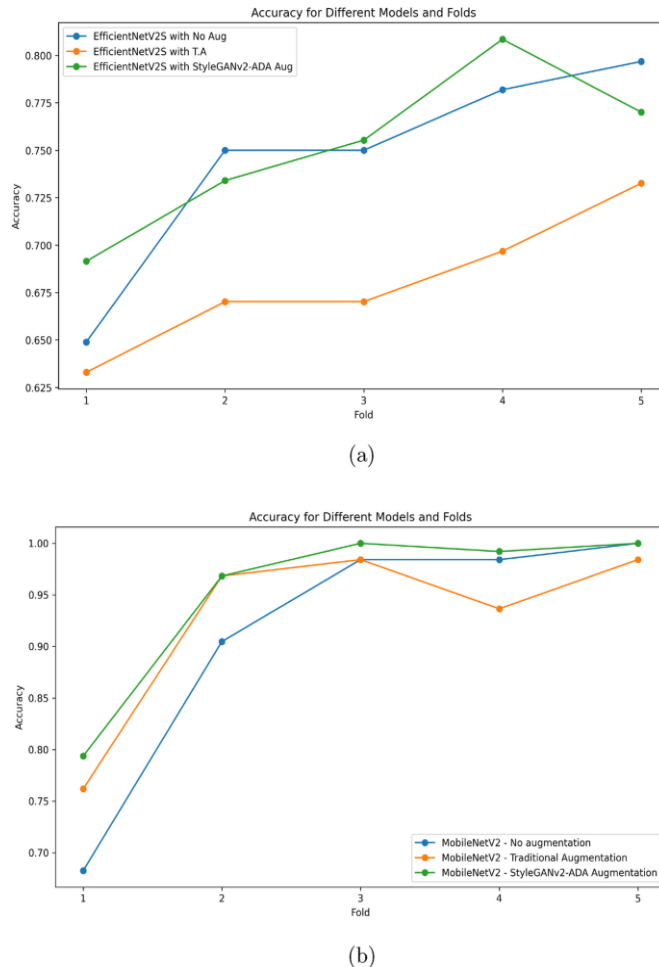 Accuracy for Different Models and Folds
EfficientNetV2S with No Aug
EfficientNetV2S with T.A
EfficientNetV2S with StyleGANv2-ADA Aug
0.800
0.775
0.750
0.725
0.700
0.675
0.650
0.625
Accuracy
1 2 3 4 5
Fold
(a)
Accuracy for Different Models and Folds
1.00
0.95
0.90
0.85
0.80
0.75
0.70
Accuracy
MobileNetV2 - No augmentation
MobileNetV2 - Traditional Augmentation
MobileNetV2 - StyleGANv2-ADA Augmentation
1 2 3 4 5
Fold
(b)